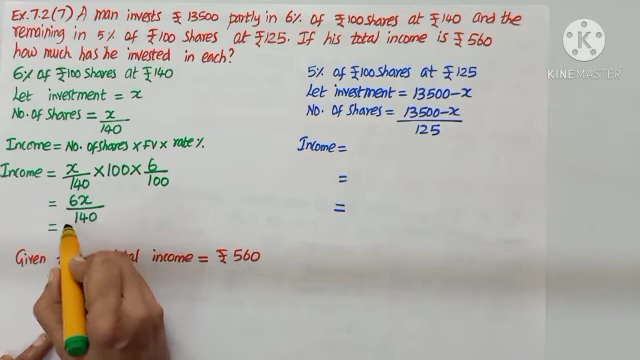 Ex.7.2(7) A man invests ₹ 13500 partly in 6% of ₹100 shares at ₹140 and the
remaining in 5% of ₹100 shares at ₹125. If his total income is ₹ 560
how much has he invested in each?
KINEMASTER
6% of ₹100 shares at ₹140
Let investment = x
No. of shares = x/140
Income = No. of shares × FV × rate%
Income = x/140 × 100 × 6/100
= 6x/140
=
5% of ₹100 shares at ₹125
Let investment = 13500-x
No. of shares = 13500-x/125
Income =
=
=
Given total income = ₹ 560